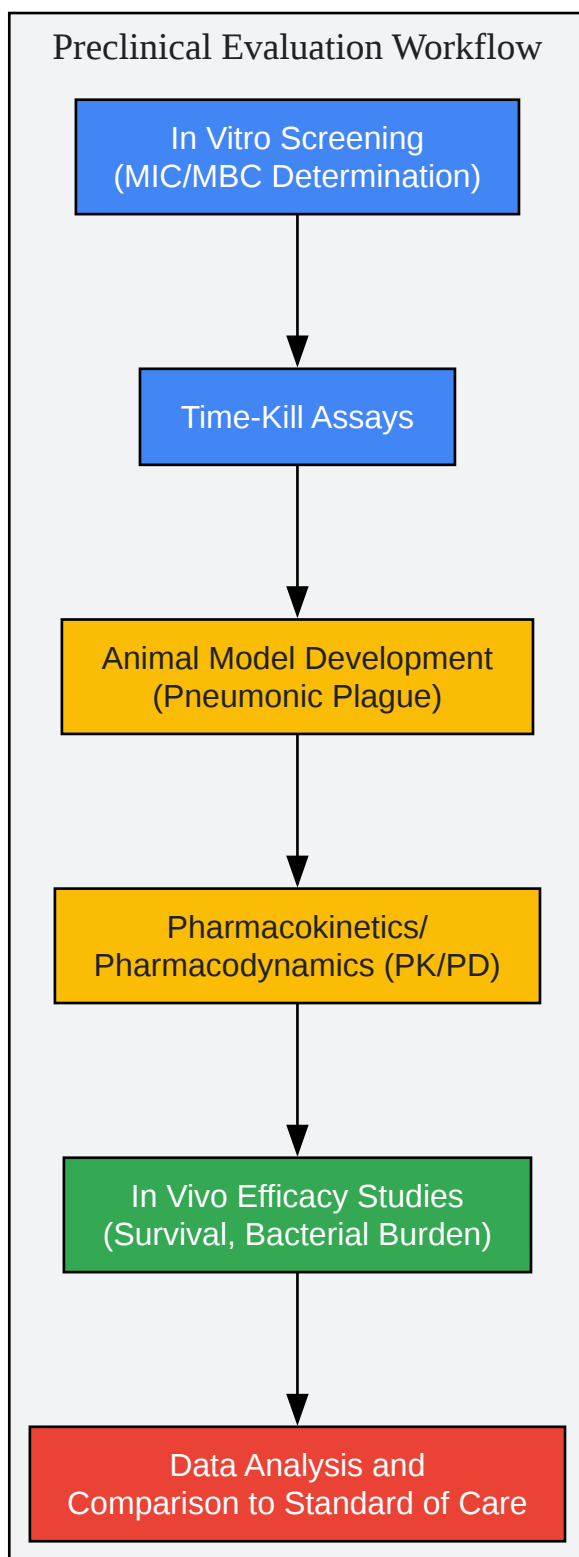 Preclinical Evaluation Workflow
In Vitro Screening
(MIC/MBC Determination)
Time-Kill Assays
Animal Model Development
(Pneumonic Plague)
Pharmacokinetics/
Pharmacodynamics (PK/PD)
In Vivo Efficacy Studies
(Survival, Bacterial Burden)
Data Analysis and
Comparison to Standard of Care